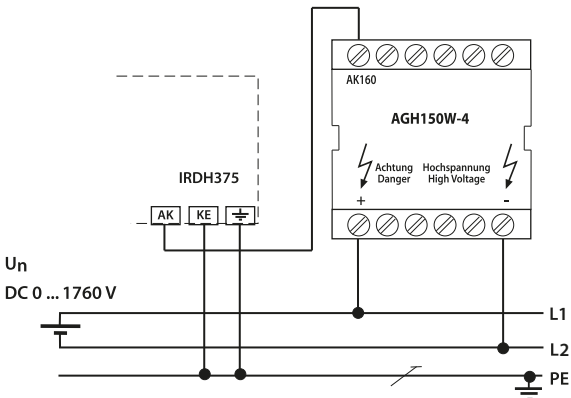 AK160
AGH150W-4
Achtung Hochspannung
Danger High Voltage
+ -
IRDH375
AK KE
Un
DC 0 ... 1760 V
L1
L2
PE